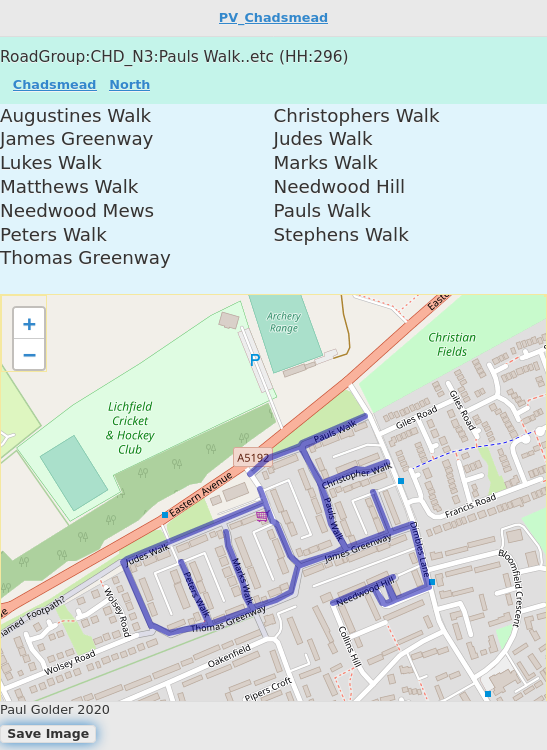 PV_Chadsmead
RoadGroup:CHD_N3:Pauls Walk..etc (HH:296)
Chadsmead North
Augustines Walk
Christophers Walk
James Greenway
Judes Walk
Lukes Walk
Marks Walk
Matthews Walk
Needwood Hill
Needwood Mews
Pauls Walk
Peters Walk
Stephens Walk
Thomas Greenway
+
−
Archery
Range
P
Christian
Fields
Lichfield
Cricket
& Hockey
Club
Giles Road
Giles Road
Pauls Walk
A5192
Christopher Walk
Eastern Avenue
Pauls Walk
Francis Road
Dimbles Lane
James Greenway
Judes Walk
Peters Walk
Marks Walk
Bloomfield Crescent
Needwood Hill
Thomas Greenway
Wolsey Road
Footpath?
Wolsey Road
Oakenfield
Collins Hill
Pipers Croft
Paul Golder 2020
Save Image